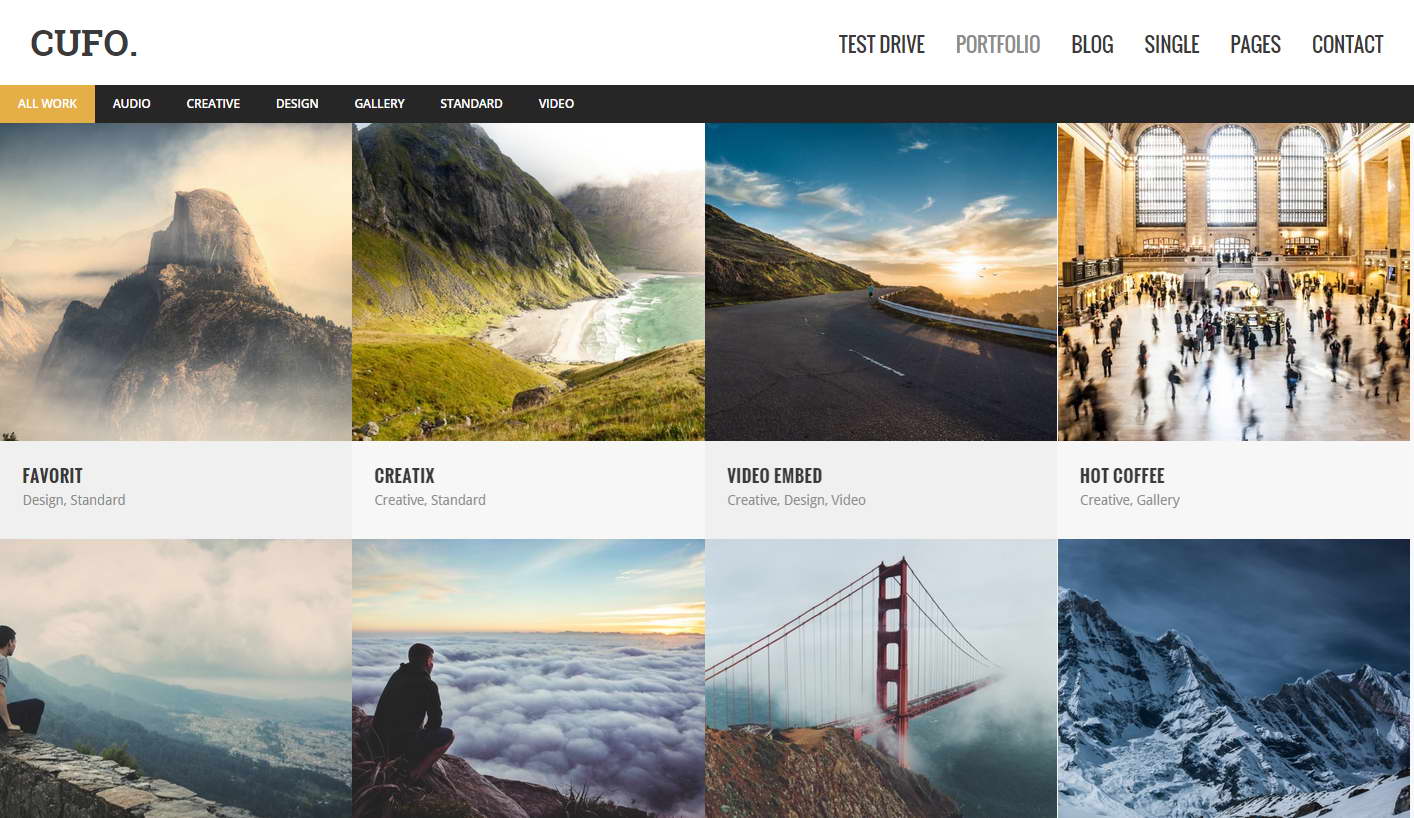 CUFO.
TEST DRIVE PORTFOLIO BLOG SINGLE PAGES CONTACT
ALL WORK AUDIO CREATIVE DESIGN GALLERY STANDARD VIDEO
FAVORIT
Design, Standard
CREATIX
Creative, Standard
VIDEO EMBED
Creative, Design, Video
HOT COFFEE
Creative, Gallery